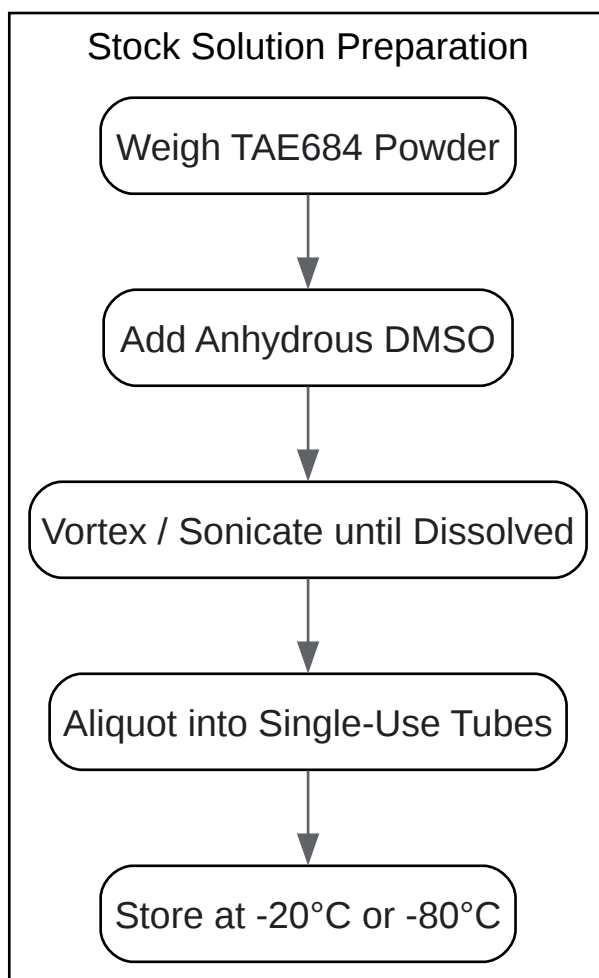 Stock Solution Preparation
Weigh TAE684 Powder
Add Anhydrous DMSO
Vortex / Sonicate until Dissolved
Aliquot into Single-Use Tubes
Store at -20°C or -80°C